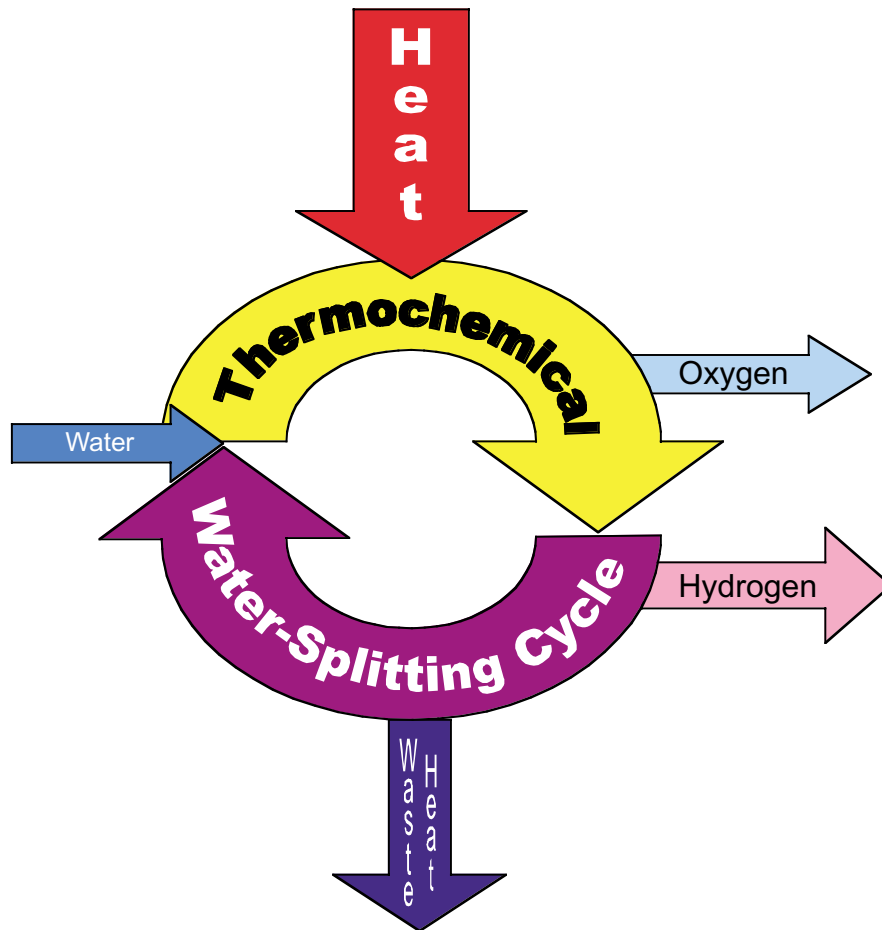 Heat
Thermochemical
Oxygen
Water
Hydrogen
Water-Splitting Cycle
Waste
Heat